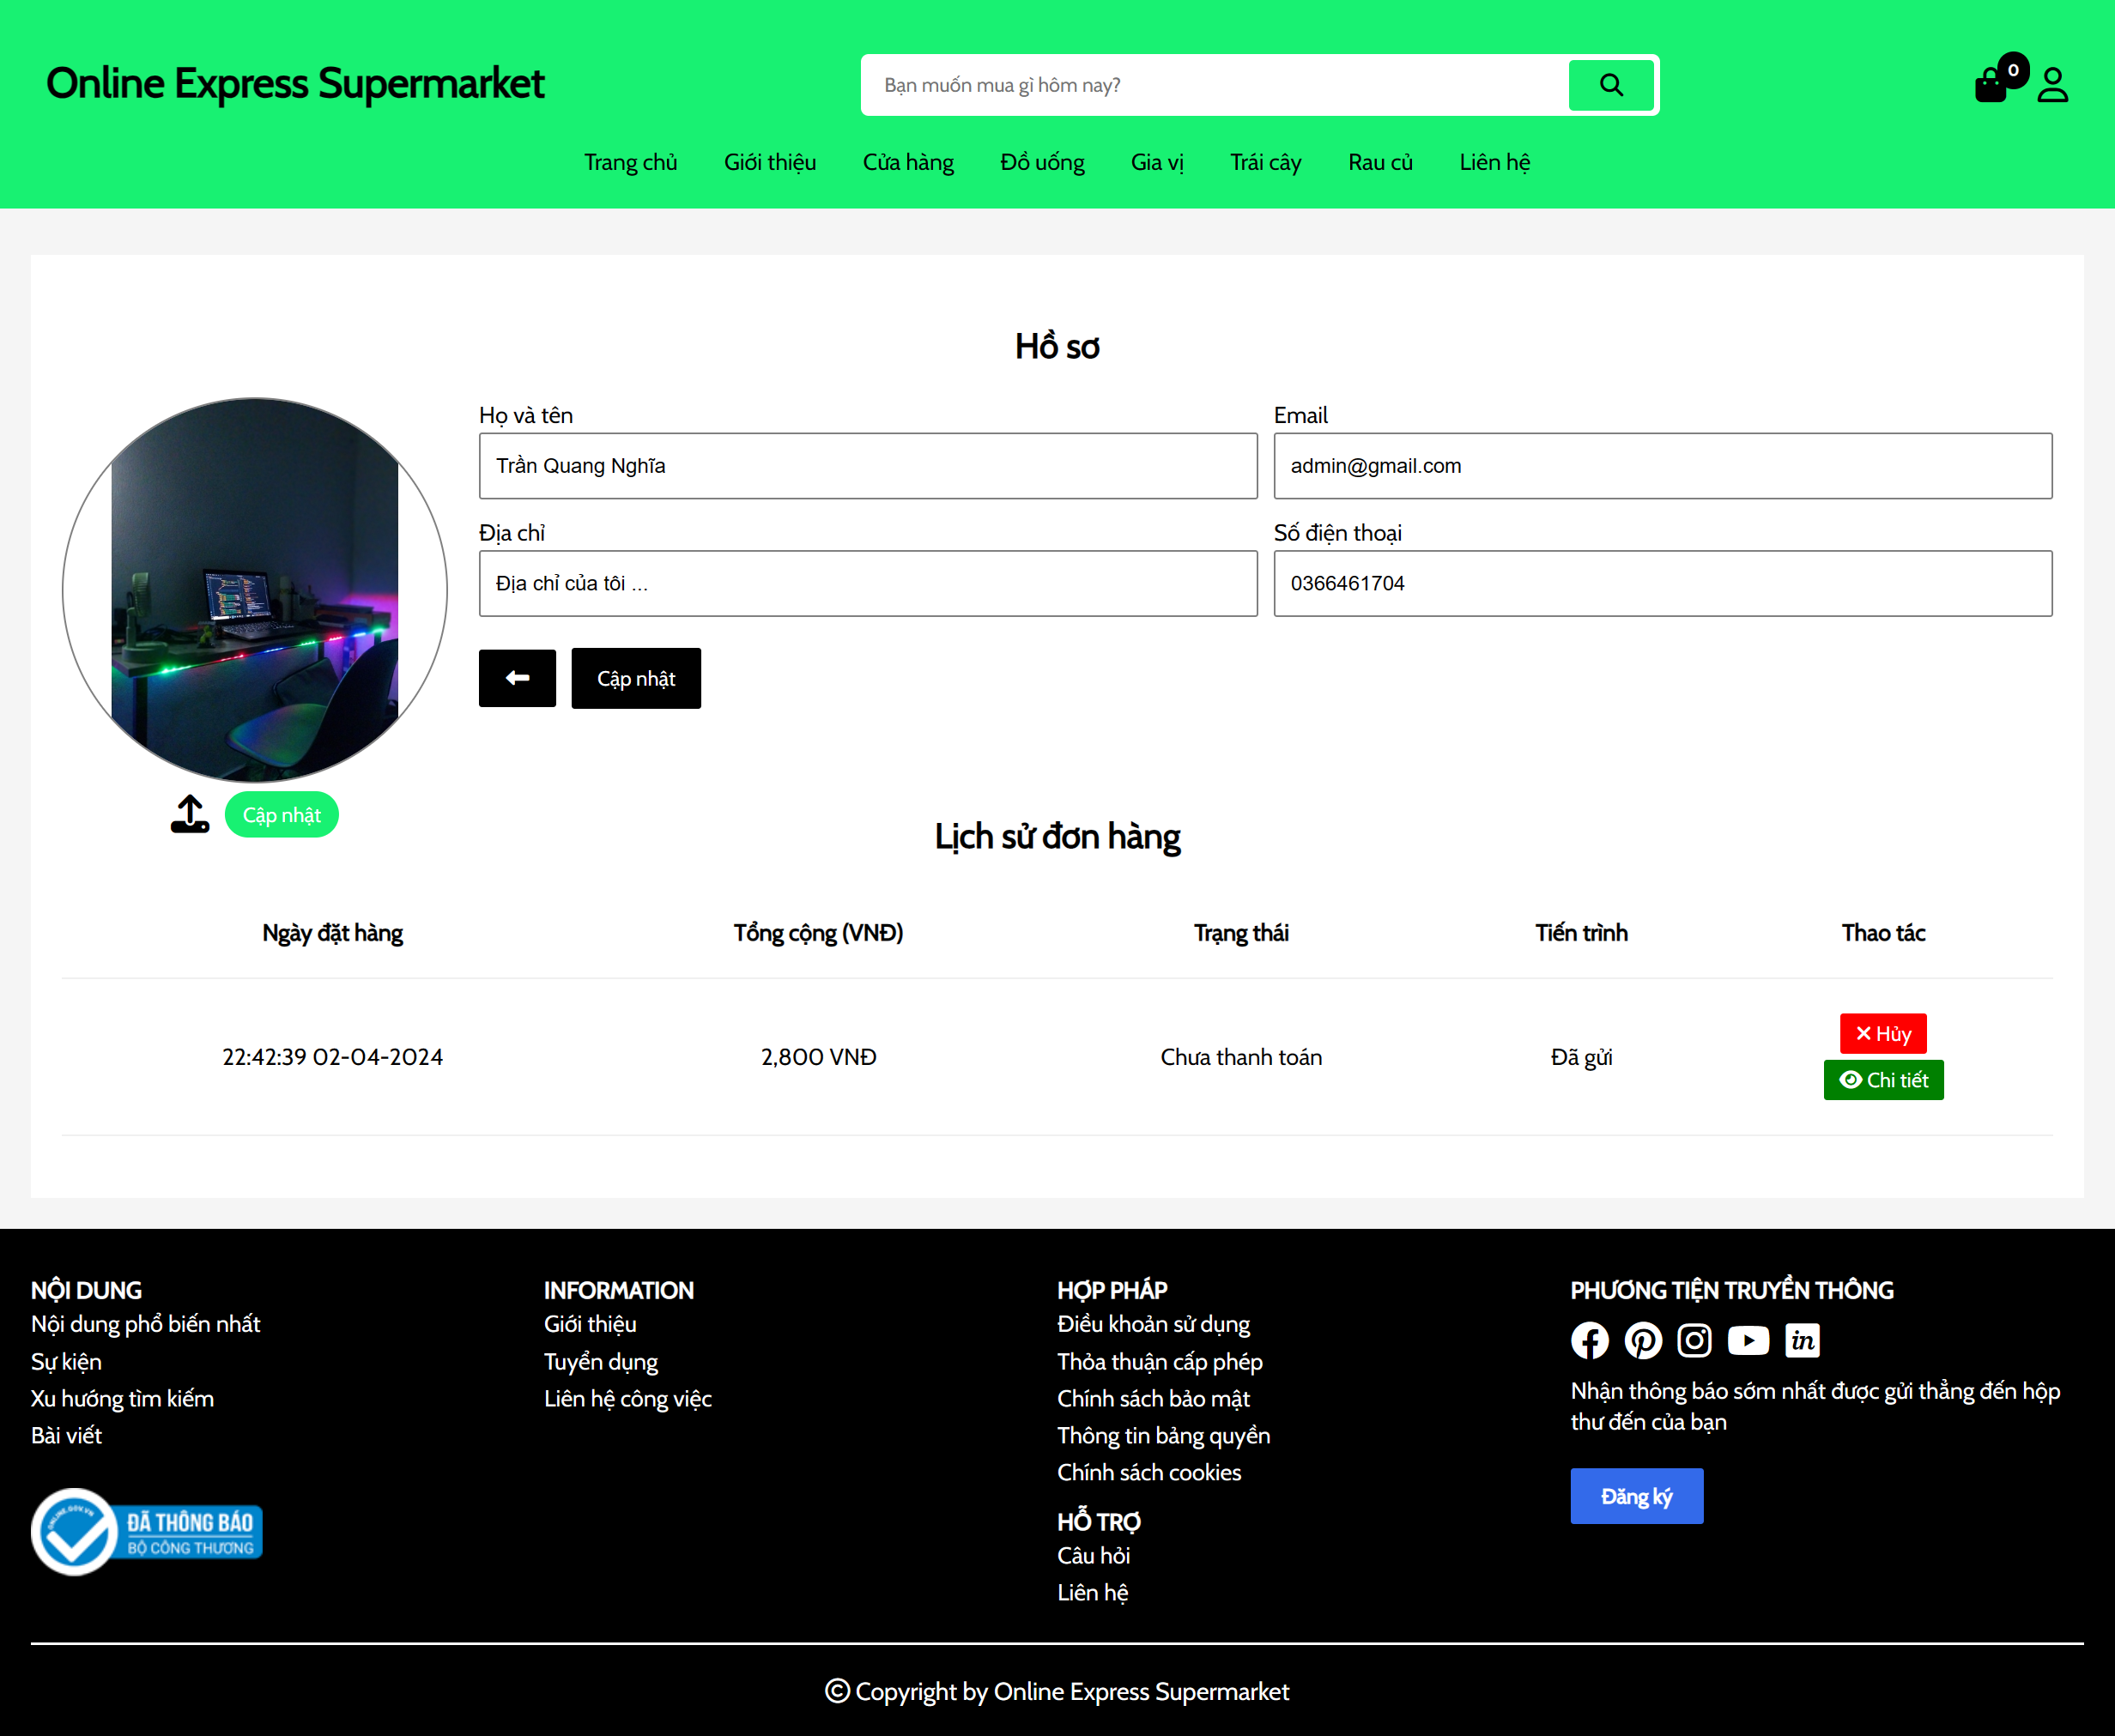 Online Express Supermarket
Bạn muốn mua gì hôm nay?
0
Trang chủ Giới thiệu Cửa hàng Đồ uống Gia vị Trái cây Rau củ Liên hệ
Hồ sơ
Họ và tên
Trần Quang Nghĩa
Email
admin@gmail.com
Địa chỉ
Địa chỉ của tôi ...
Số điện thoại
0366461704
Cập nhật
Cập nhật
Lịch sử đơn hàng
Ngày đặt hàng Tổng cộng (VNĐ) Trạng thái Tiến trình Thao tác
22:42:39 02-04-2024 2,800 VNĐ Chưa thanh toán Đã gửi
Hủy
Chi tiết
NỘI DUNG
Nội dung phổ biến nhất
Sự kiện
Xu hướng tìm kiếm
Bài viết
ONLINE.GOV.VN
ĐÃ THÔNG BÁO
BỘ CÔNG THƯƠNG
INFORMATION
Giới thiệu
Tuyển dụng
Liên hệ công việc
HỢP PHÁP
Điều khoản sử dụng
Thỏa thuận cấp phép
Chính sách bảo mật
Thông tin bảng quyền
Chính sách cookies
HỖ TRỢ
Câu hỏi
Liên hệ
PHƯƠNG TIỆN TRUYỀN THÔNG
Nhận thông báo sớm nhất được gửi thẳng đến hộp
thư đến của bạn
Đăng ký
© Copyright by Online Express Supermarket